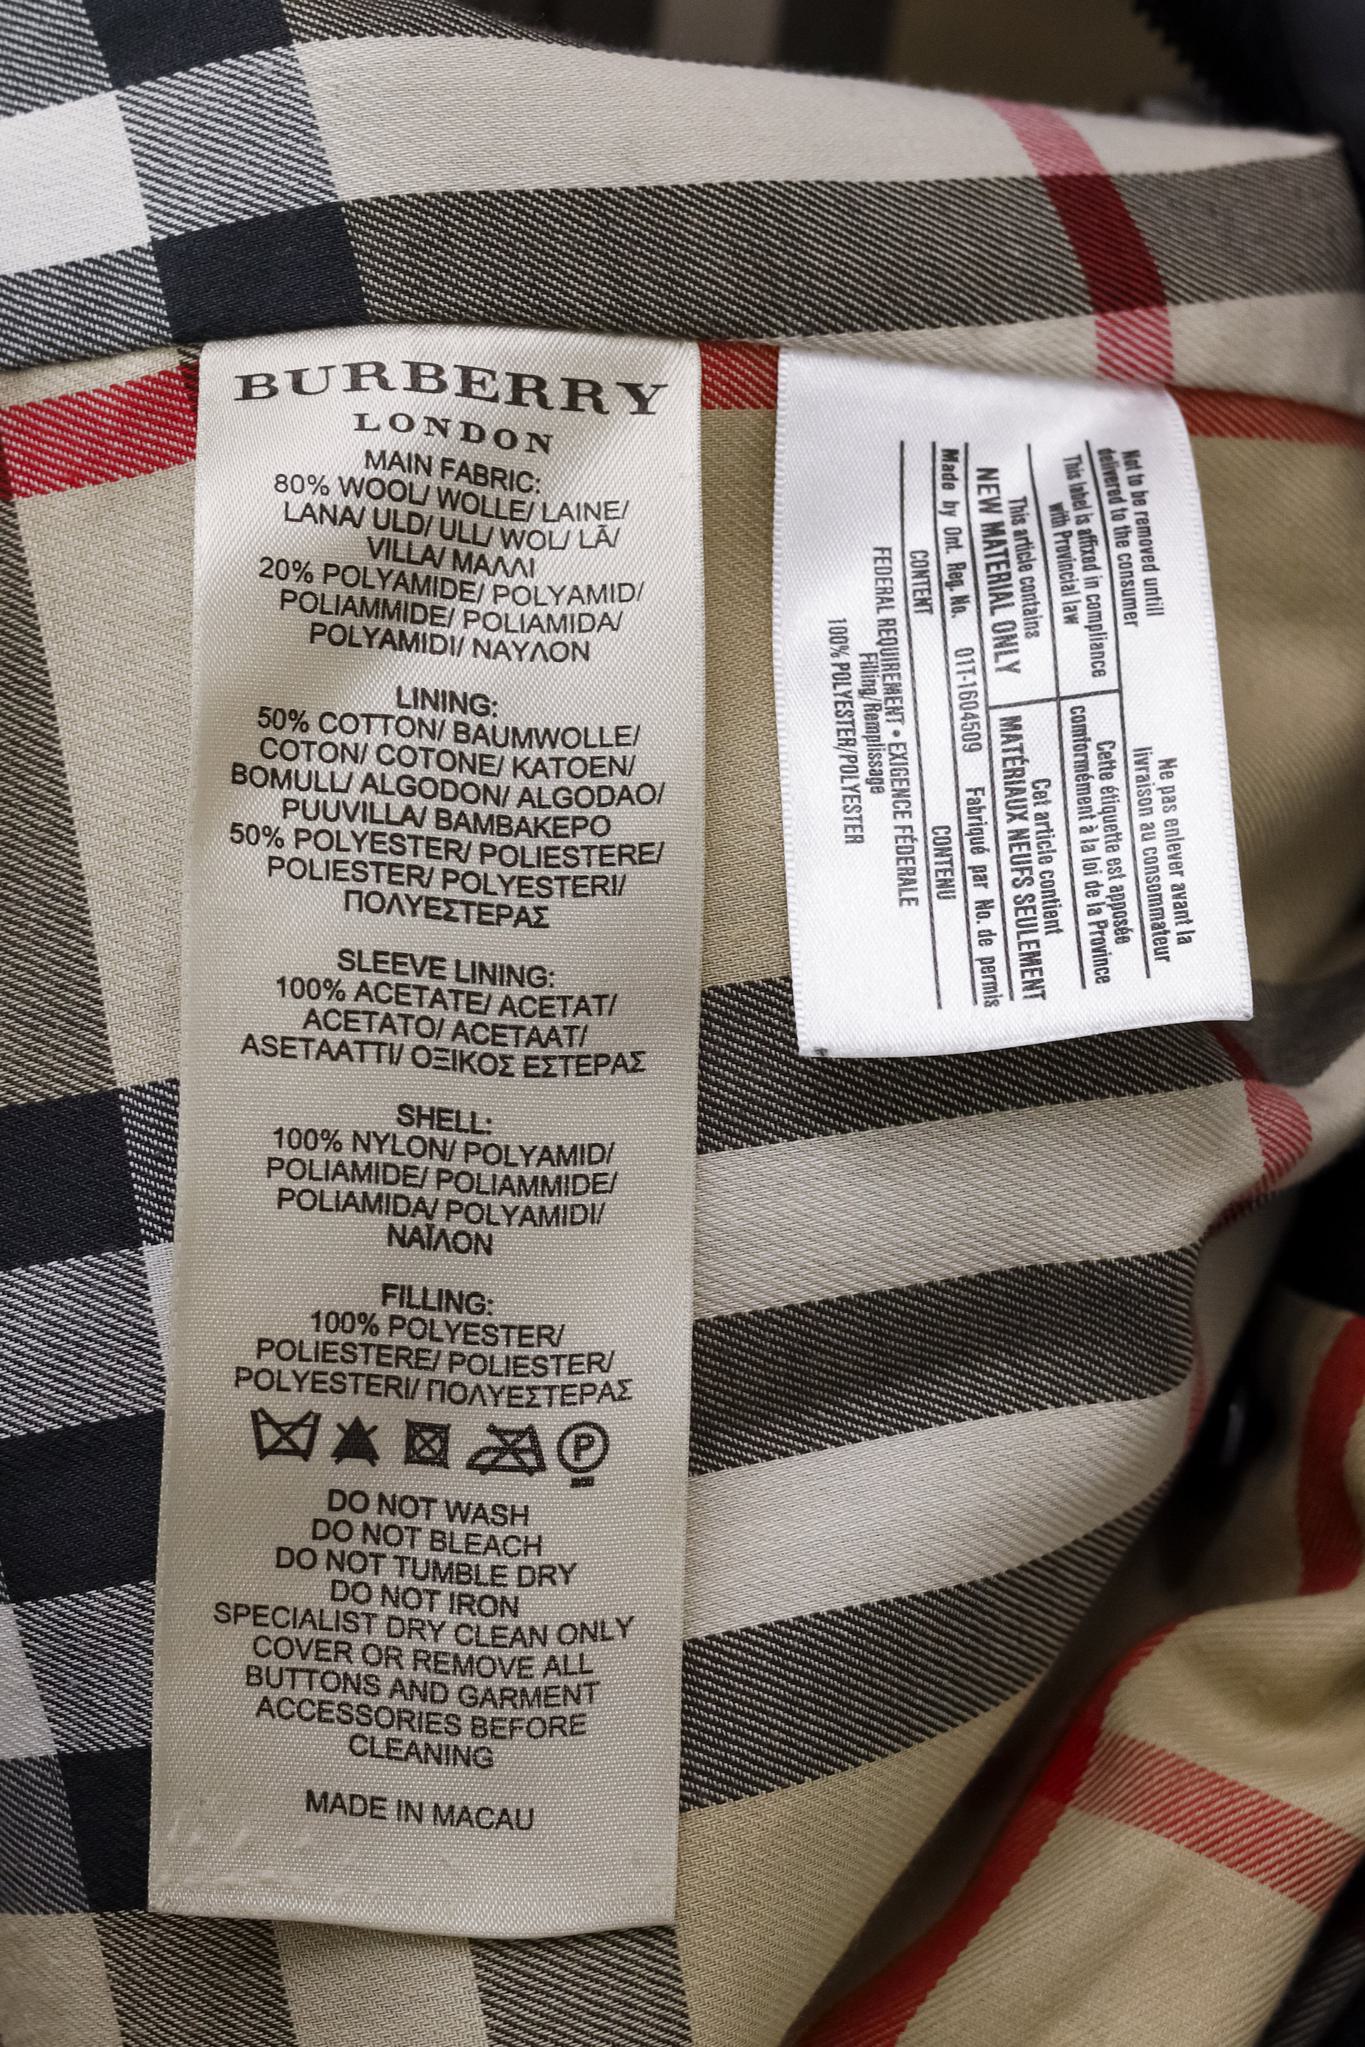 BURBERRY
LONDON
MAIN FABRIC:
80% WOOL/ WOLLE/ LAINE/
LANA/ ULD/ ULL/ WOL/ LÃ/
VILLA/ ΜΑΛΛΙ
20% POLYAMIDE/ POLYAMID/
POLIAMMIDE/ POLIAMIDA/
POLYAMIDI/ ΝΑΥΛΟΝ
LINING:
50% COTTON/ BAUMWOLLE/
COTON/ COTONE/ KATOEN/
BOMULL/ ALGODON/ ALGODAO/
PUUVILLA/ ΒΑΜΒΑΚΕΡΟ
50% POLYESTER/ POLIESTERE/
POLIESTER/ POLYESTERI/
ΠΟΛΥΕΣΤΕΡΑΣ
SLEEVE LINING:
100% ACETATE/ ACETAT/
ACETATO/ ACETAAT/
ASETAATTI/ ΟΞΙΚΟΣ ΕΣΤΕΡΑΣ
SHELL:
100% NYLON/ POLYAMID/
POLIAMIDE/ POLIAMMIDE/
POLIAMIDA/ POLYAMIDI/
ΝΑΪΛΟΝ
FILLING:
100% POLYESTER/
POLIESTERE/ POLIESTER/
POLYESTERI/ ΠΟΛΥΕΣΤΕΡΑΣ
P
DO NOT WASH
DO NOT BLEACH
DO NOT TUMBLE DRY
DO NOT IRON
SPECIALIST DRY CLEAN ONLY
COVER OR REMOVE ALL
BUTTONS AND GARMENT
ACCESSORIES BEFORE
CLEANING
MADE IN MACAU
Not to be removed untill
delivered to the consumer
Ne pas enlever avant la
livraison au consommateur
This label is affixed in compliance
with Provincial law
Cette étiquette est apposée
comformément à la loi de la Province
This article contains
NEW MATERIAL ONLY
Cet article contient
MATÉRIAUX NEUFS SEULEMENT
Made by Ont. Reg. No. 01T-1604509 Fabriqué par No. de permis
CONTENT CONTENU
FEDERAL REQUIREMENT • EXIGENCE FÉDERALE
Filling/Remplissage
100% POLYESTER/POLYESTER